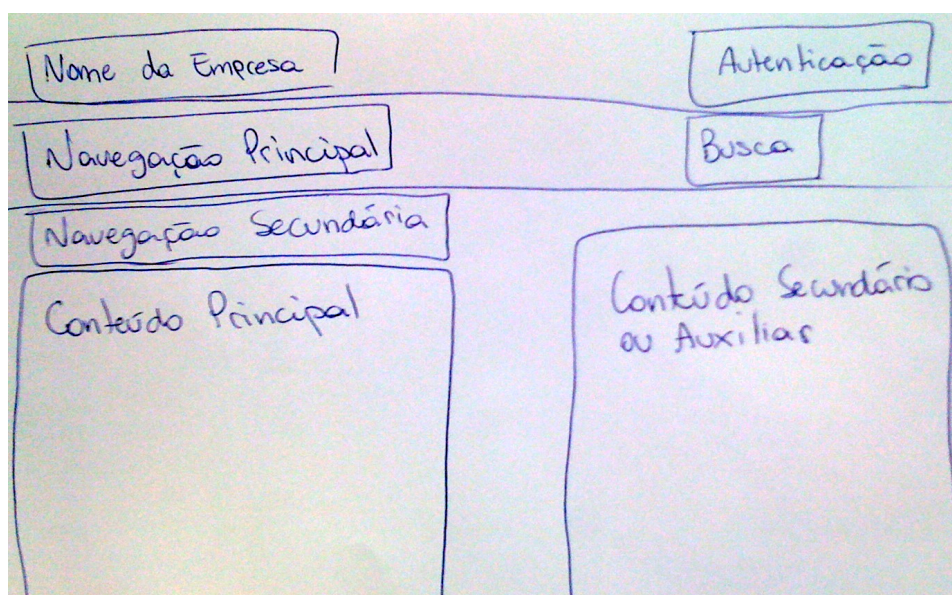 Nome da Empresa
Autenticação
Navegação Principal
Busca
Navegação Secundária
Conteúdo Principal
Conteúdo Secundário
ou Auxiliar